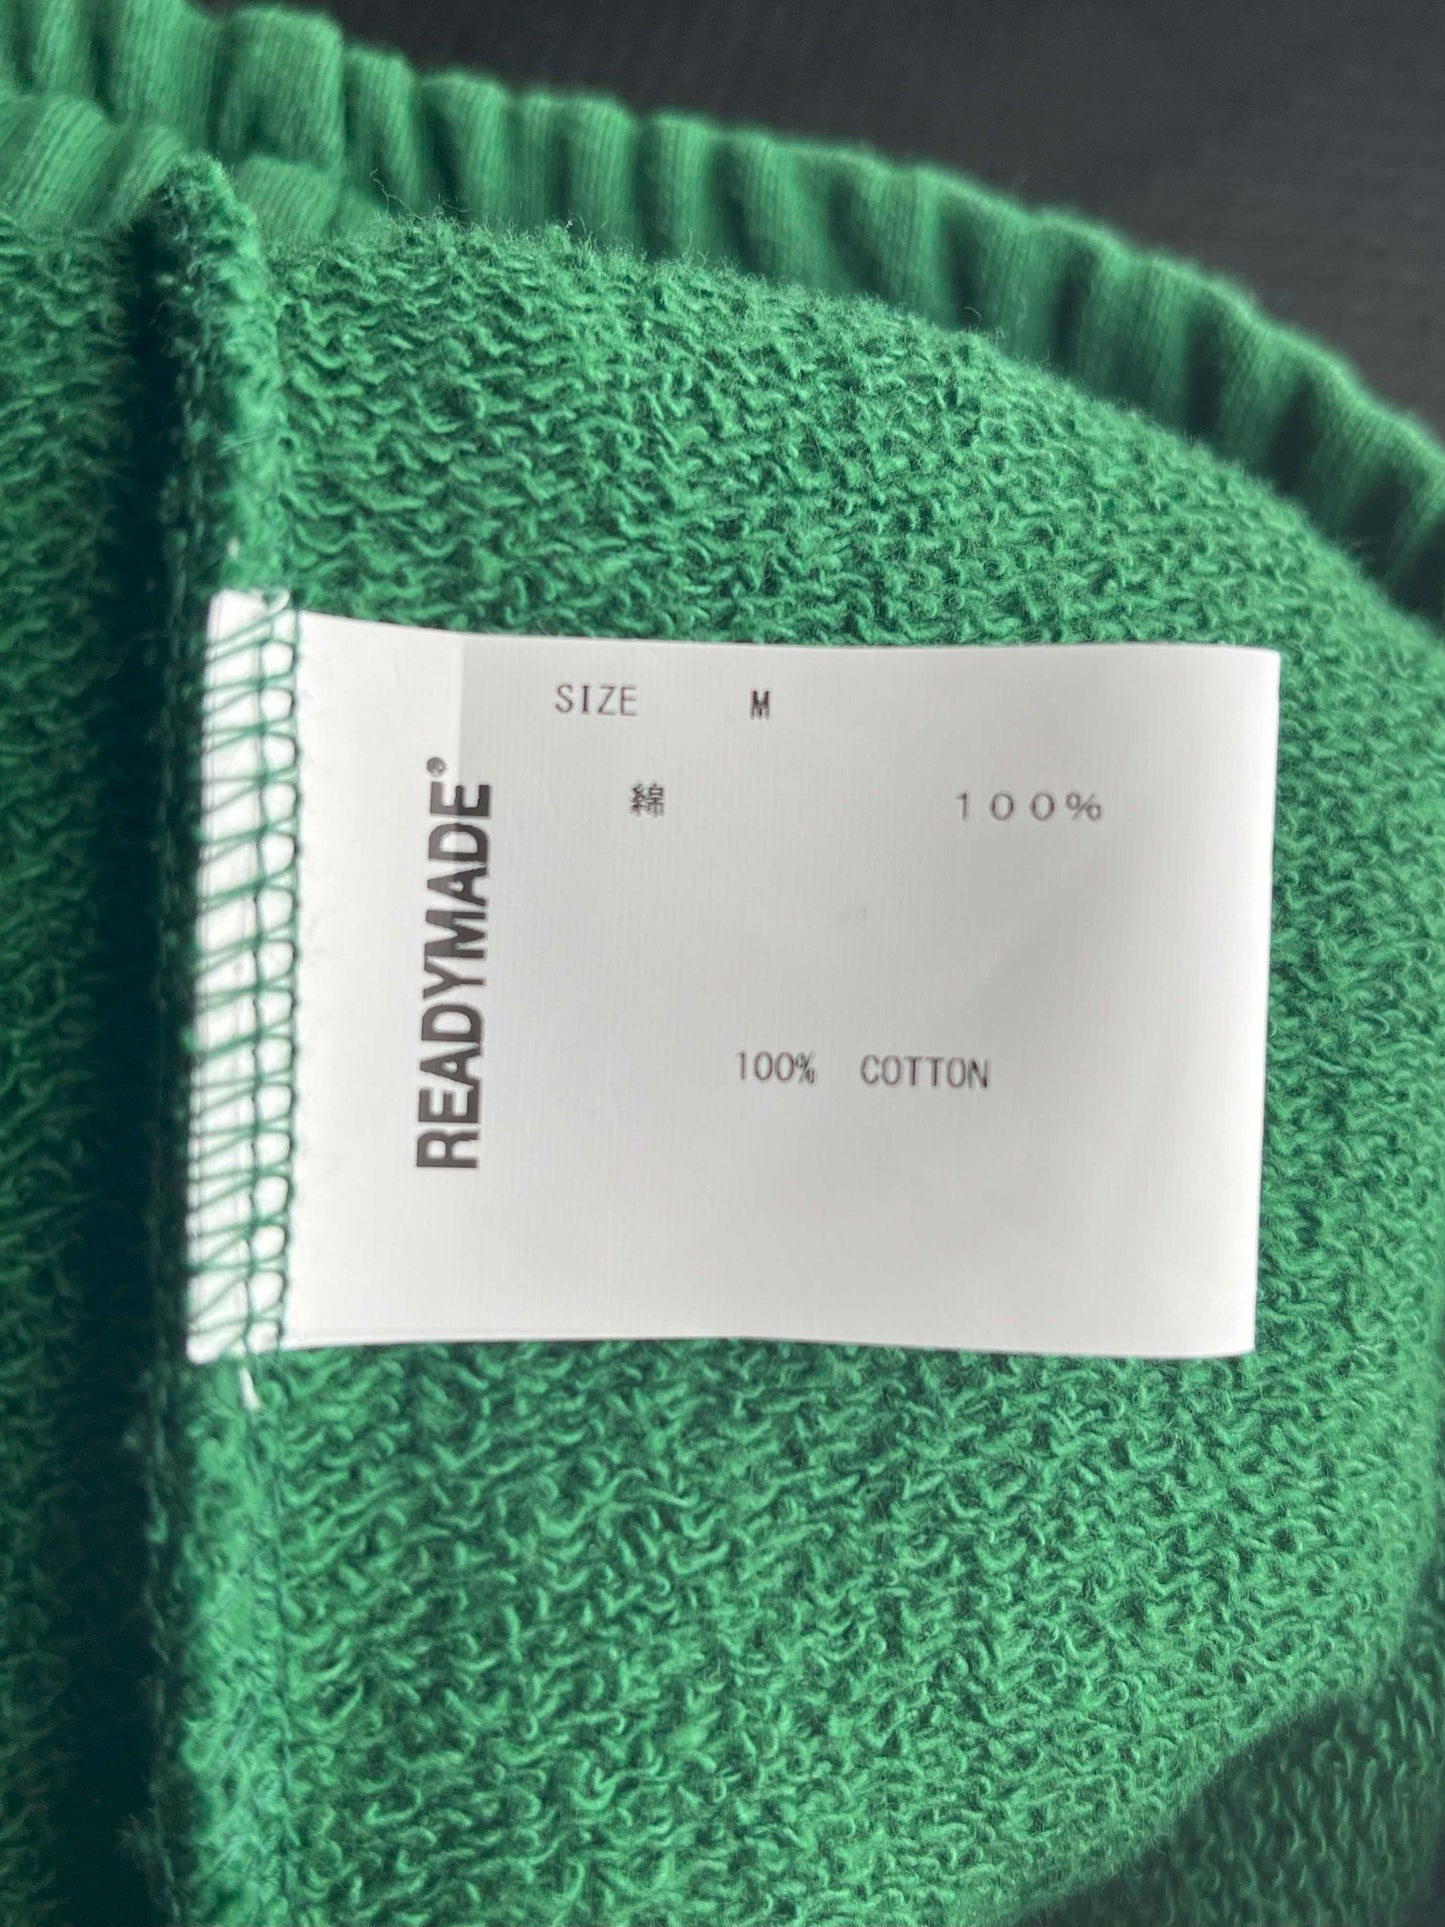 SIZE M
綿 １００％
100% COTTON
READYMADE®